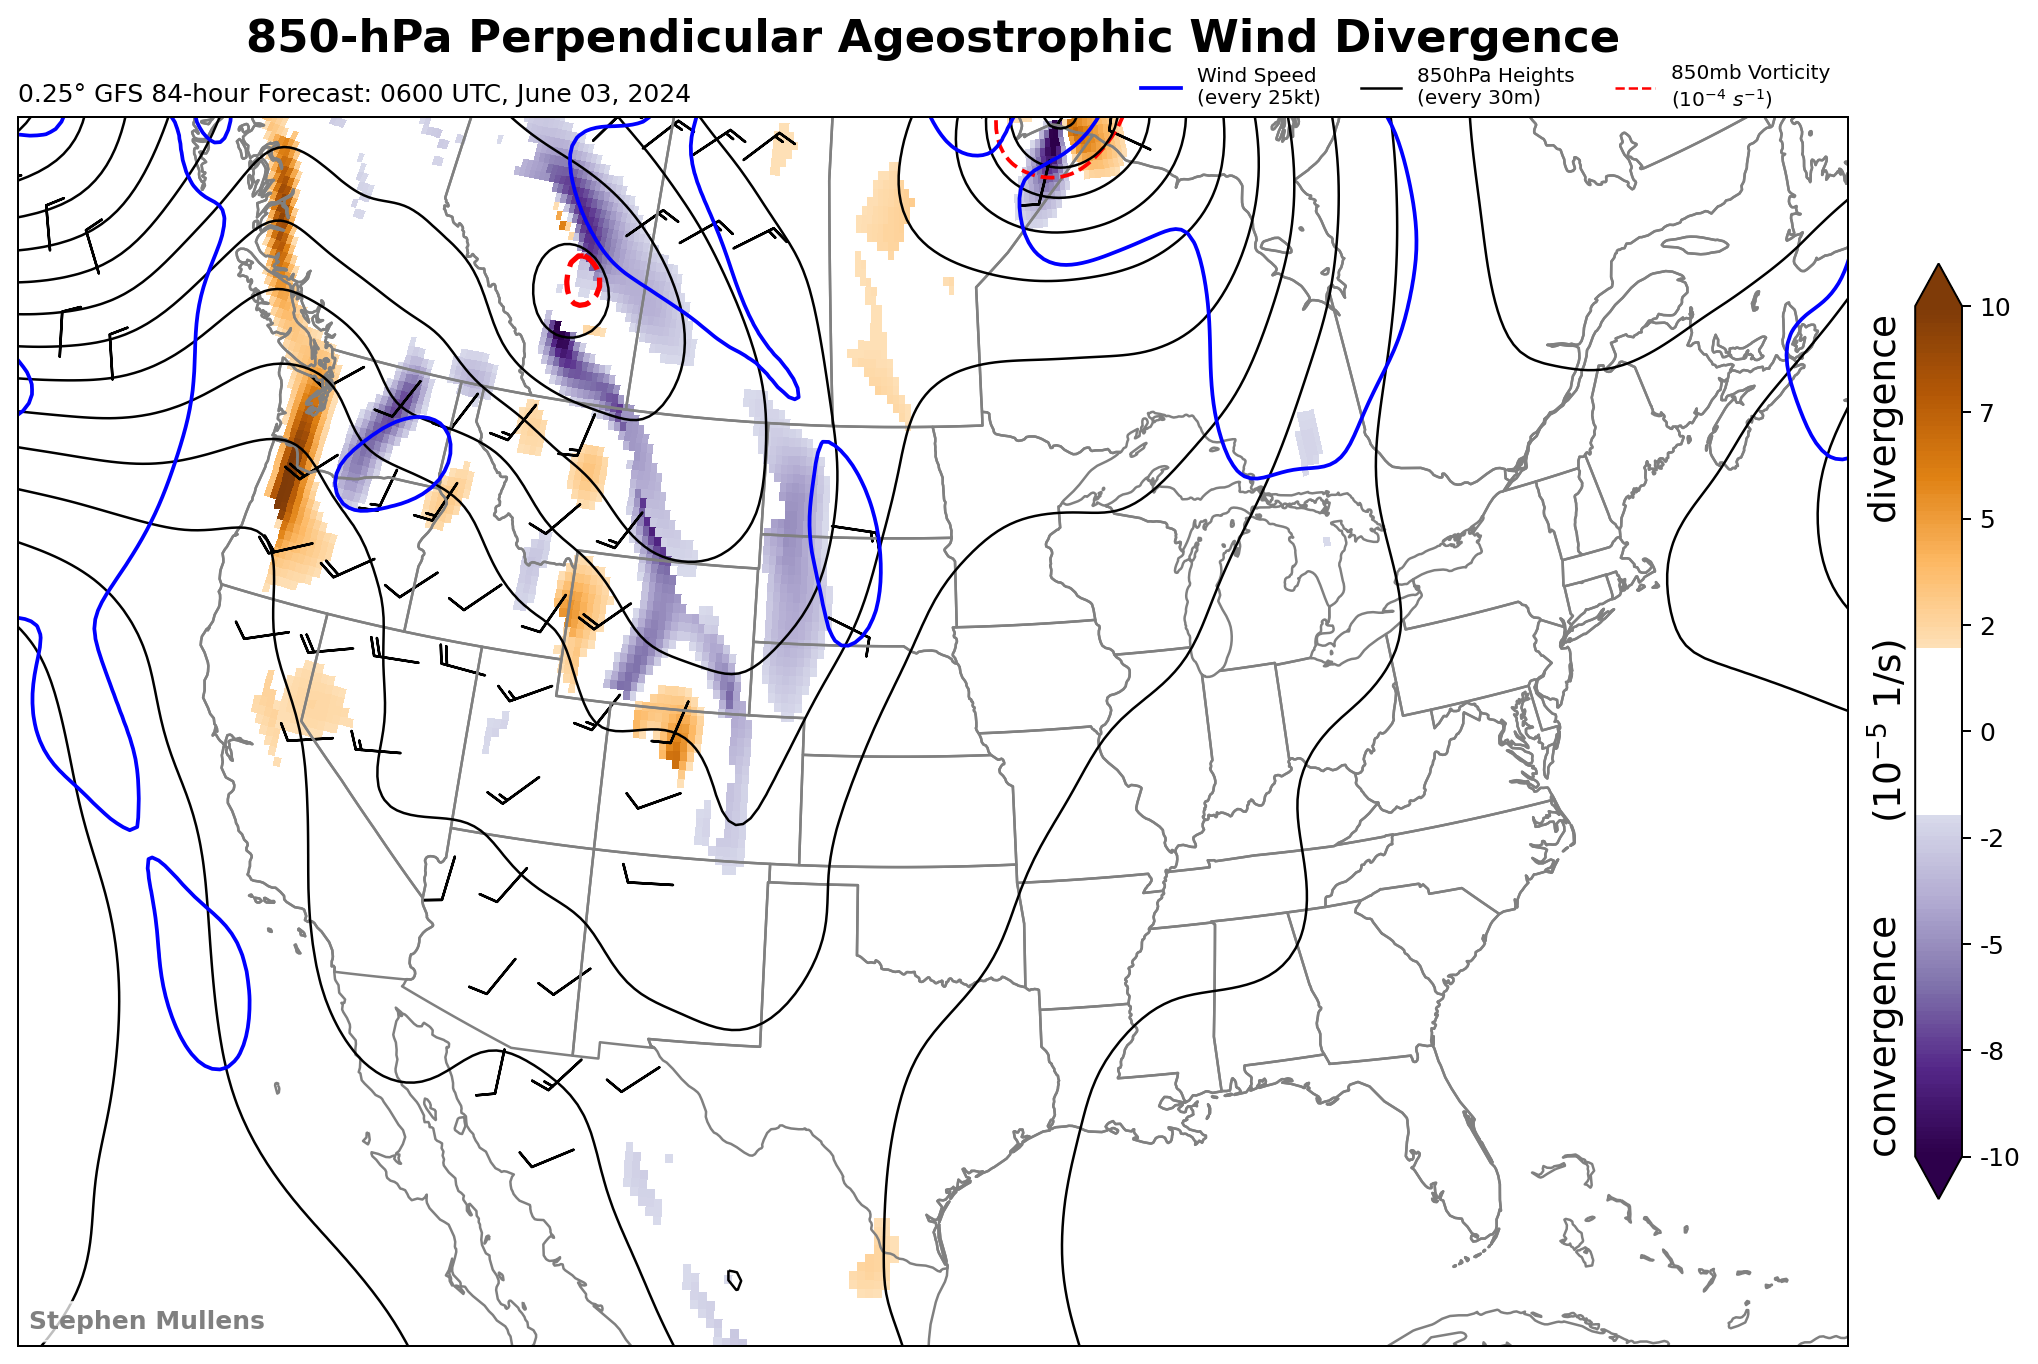 850-hPa Perpendicular Ageostrophic Wind Divergence
0.25° GFS 84-hour Forecast: 0600 UTC, June 03, 2024
Wind Speed
(every 25kt)
850hPa Heights
(every 30m)
850mb Vorticity
(10⁻⁴ s⁻¹)
10
7
5
2
0
-2
-5
-8
-10
convergence (10⁻⁵ 1/s) divergence
Stephen Mullens